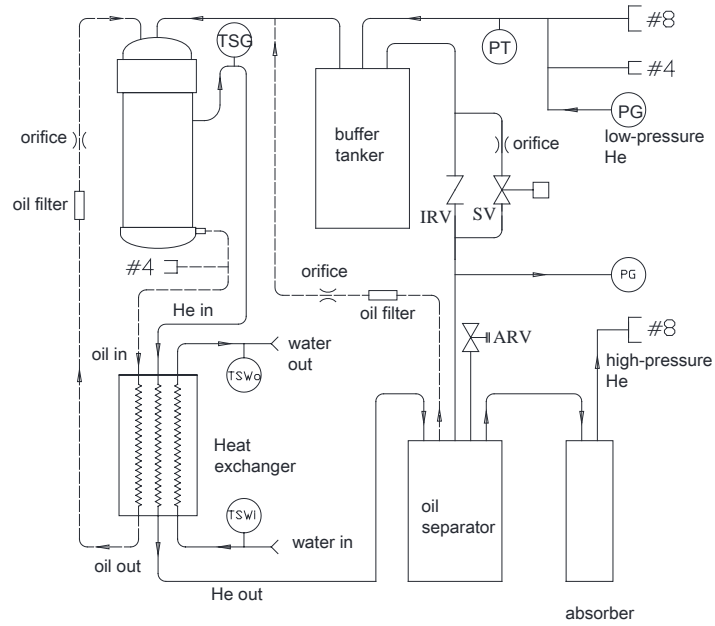 TSG
PT
#8
#4
PG
low-pressure
He
buffer
tanker
orifice
orifice
oil filter
IRV
SV
#4
orifice
PG
He in
oil filter
ARV
#8
high-pressure
He
oil in
water
out
TSWo
Heat
exchanger
oil
separator
TSWI
water in
oil out
He out
absorber